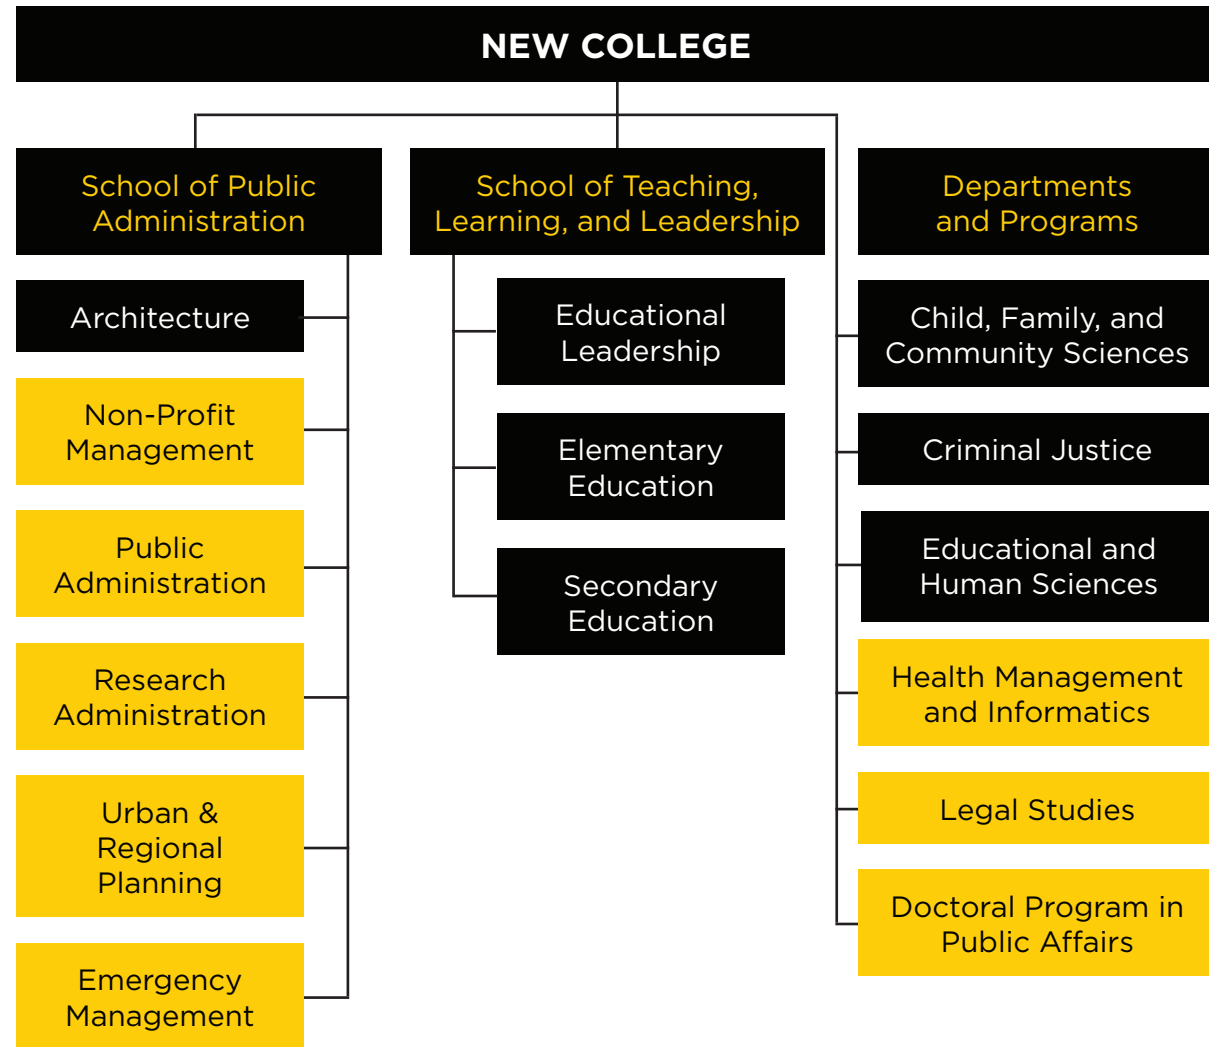 NEW COLLEGE
School of Public
Administration
Architecture
Non-Profit
Management
Public
Administration
Research
Administration
Urban &
Regional
Planning
Emergency
Management
School of Teaching,
Learning, and Leadership
Educational
Leadership
Elementary
Education
Secondary
Education
Departments
and Programs
Child, Family, and
Community Sciences
Criminal Justice
Educational and
Human Sciences
Health Management
and Informatics
Legal Studies
Doctoral Program in
Public Affairs